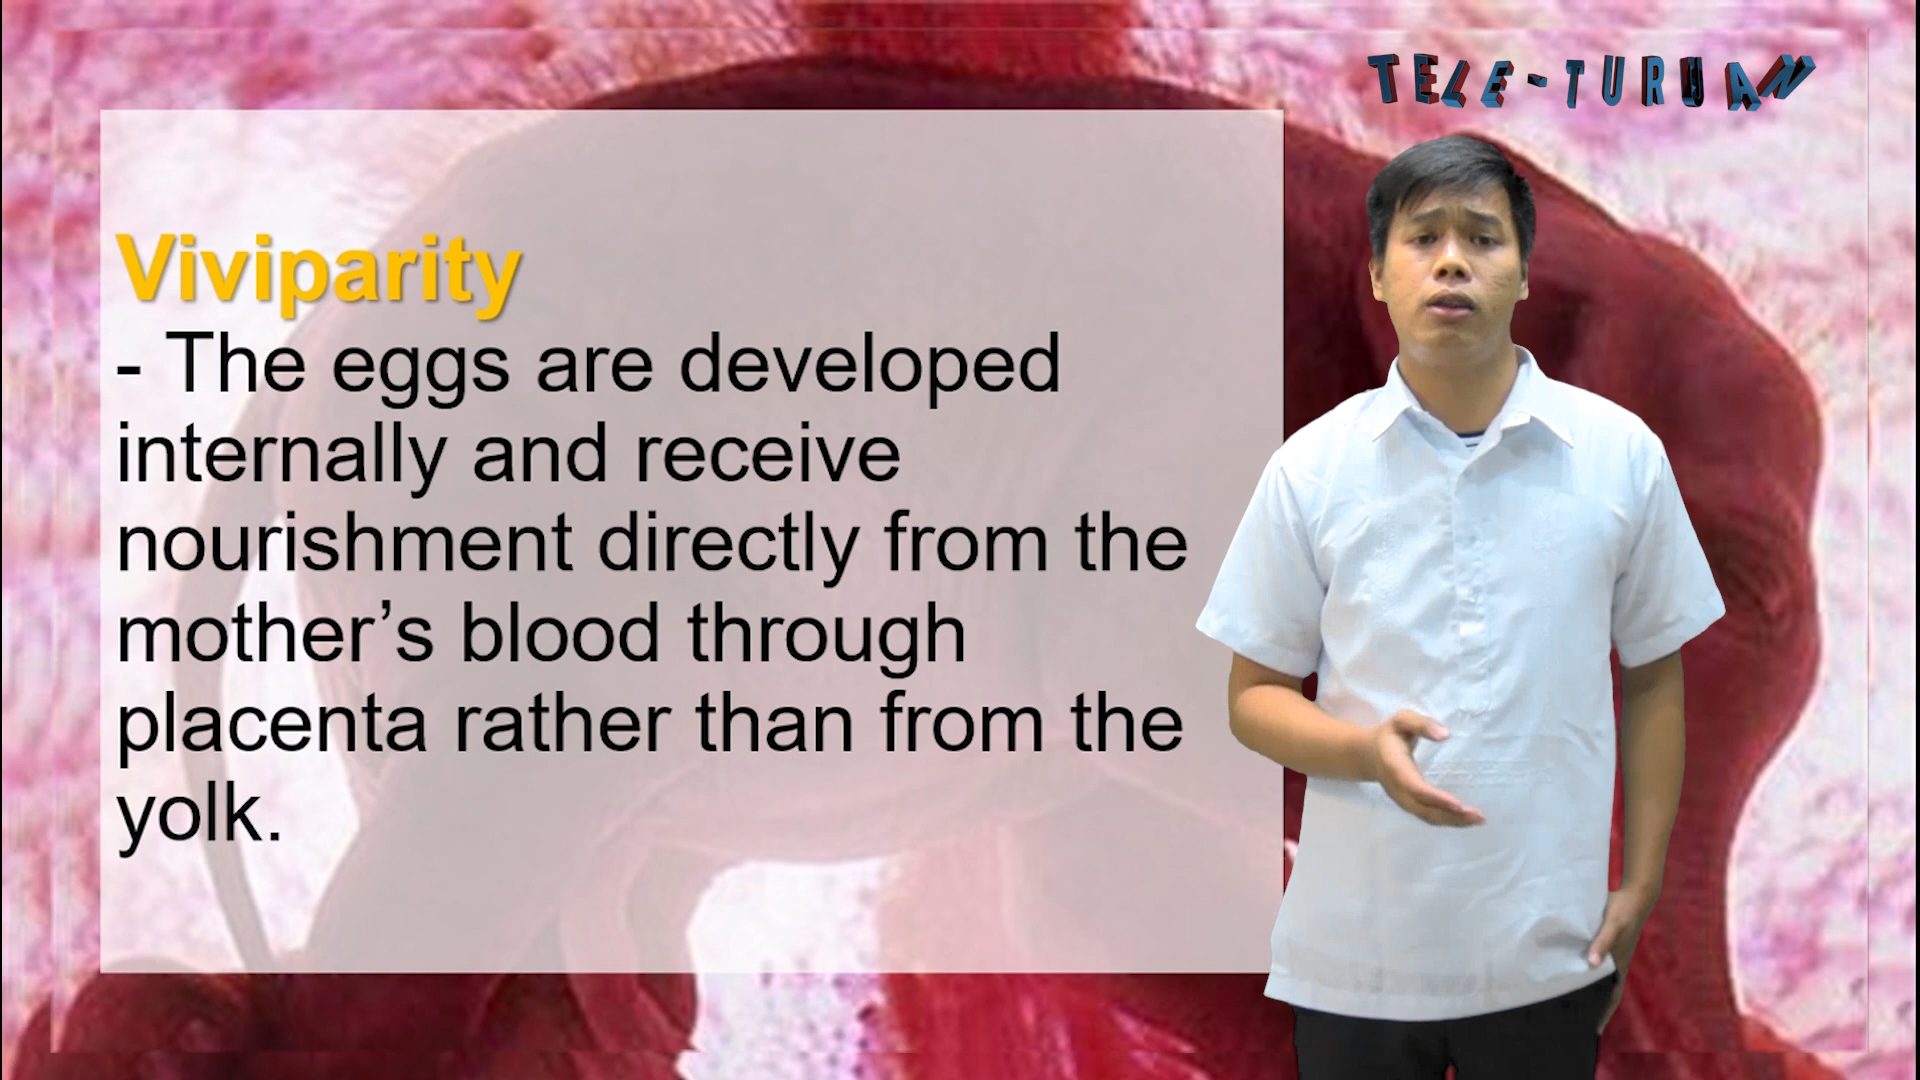 TELE-TURUAN
Viviparity
- The eggs are developed
internally and receive
nourishment directly from the
mother’s blood through
placenta rather than from the
yolk.